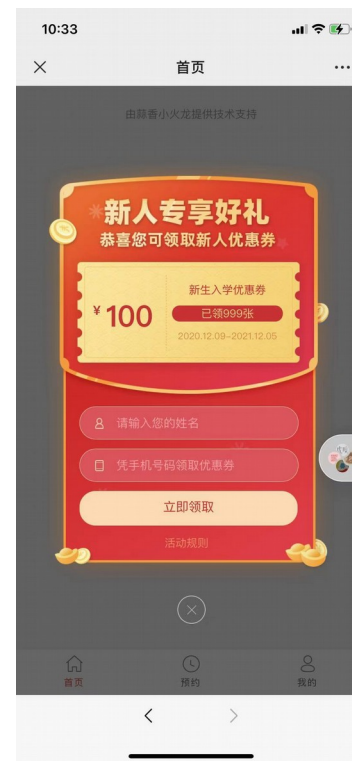 10:33
首页
由蒜香小火龙提供技术支持
新人专享好礼
恭喜您可领取新人优惠券
新生入学优惠券
¥100
已领999张
2020.12.09-2021.12.05
请输入您的姓名
凭手机号码领取优惠券
立即领取
活动规则
首页
预约
我的